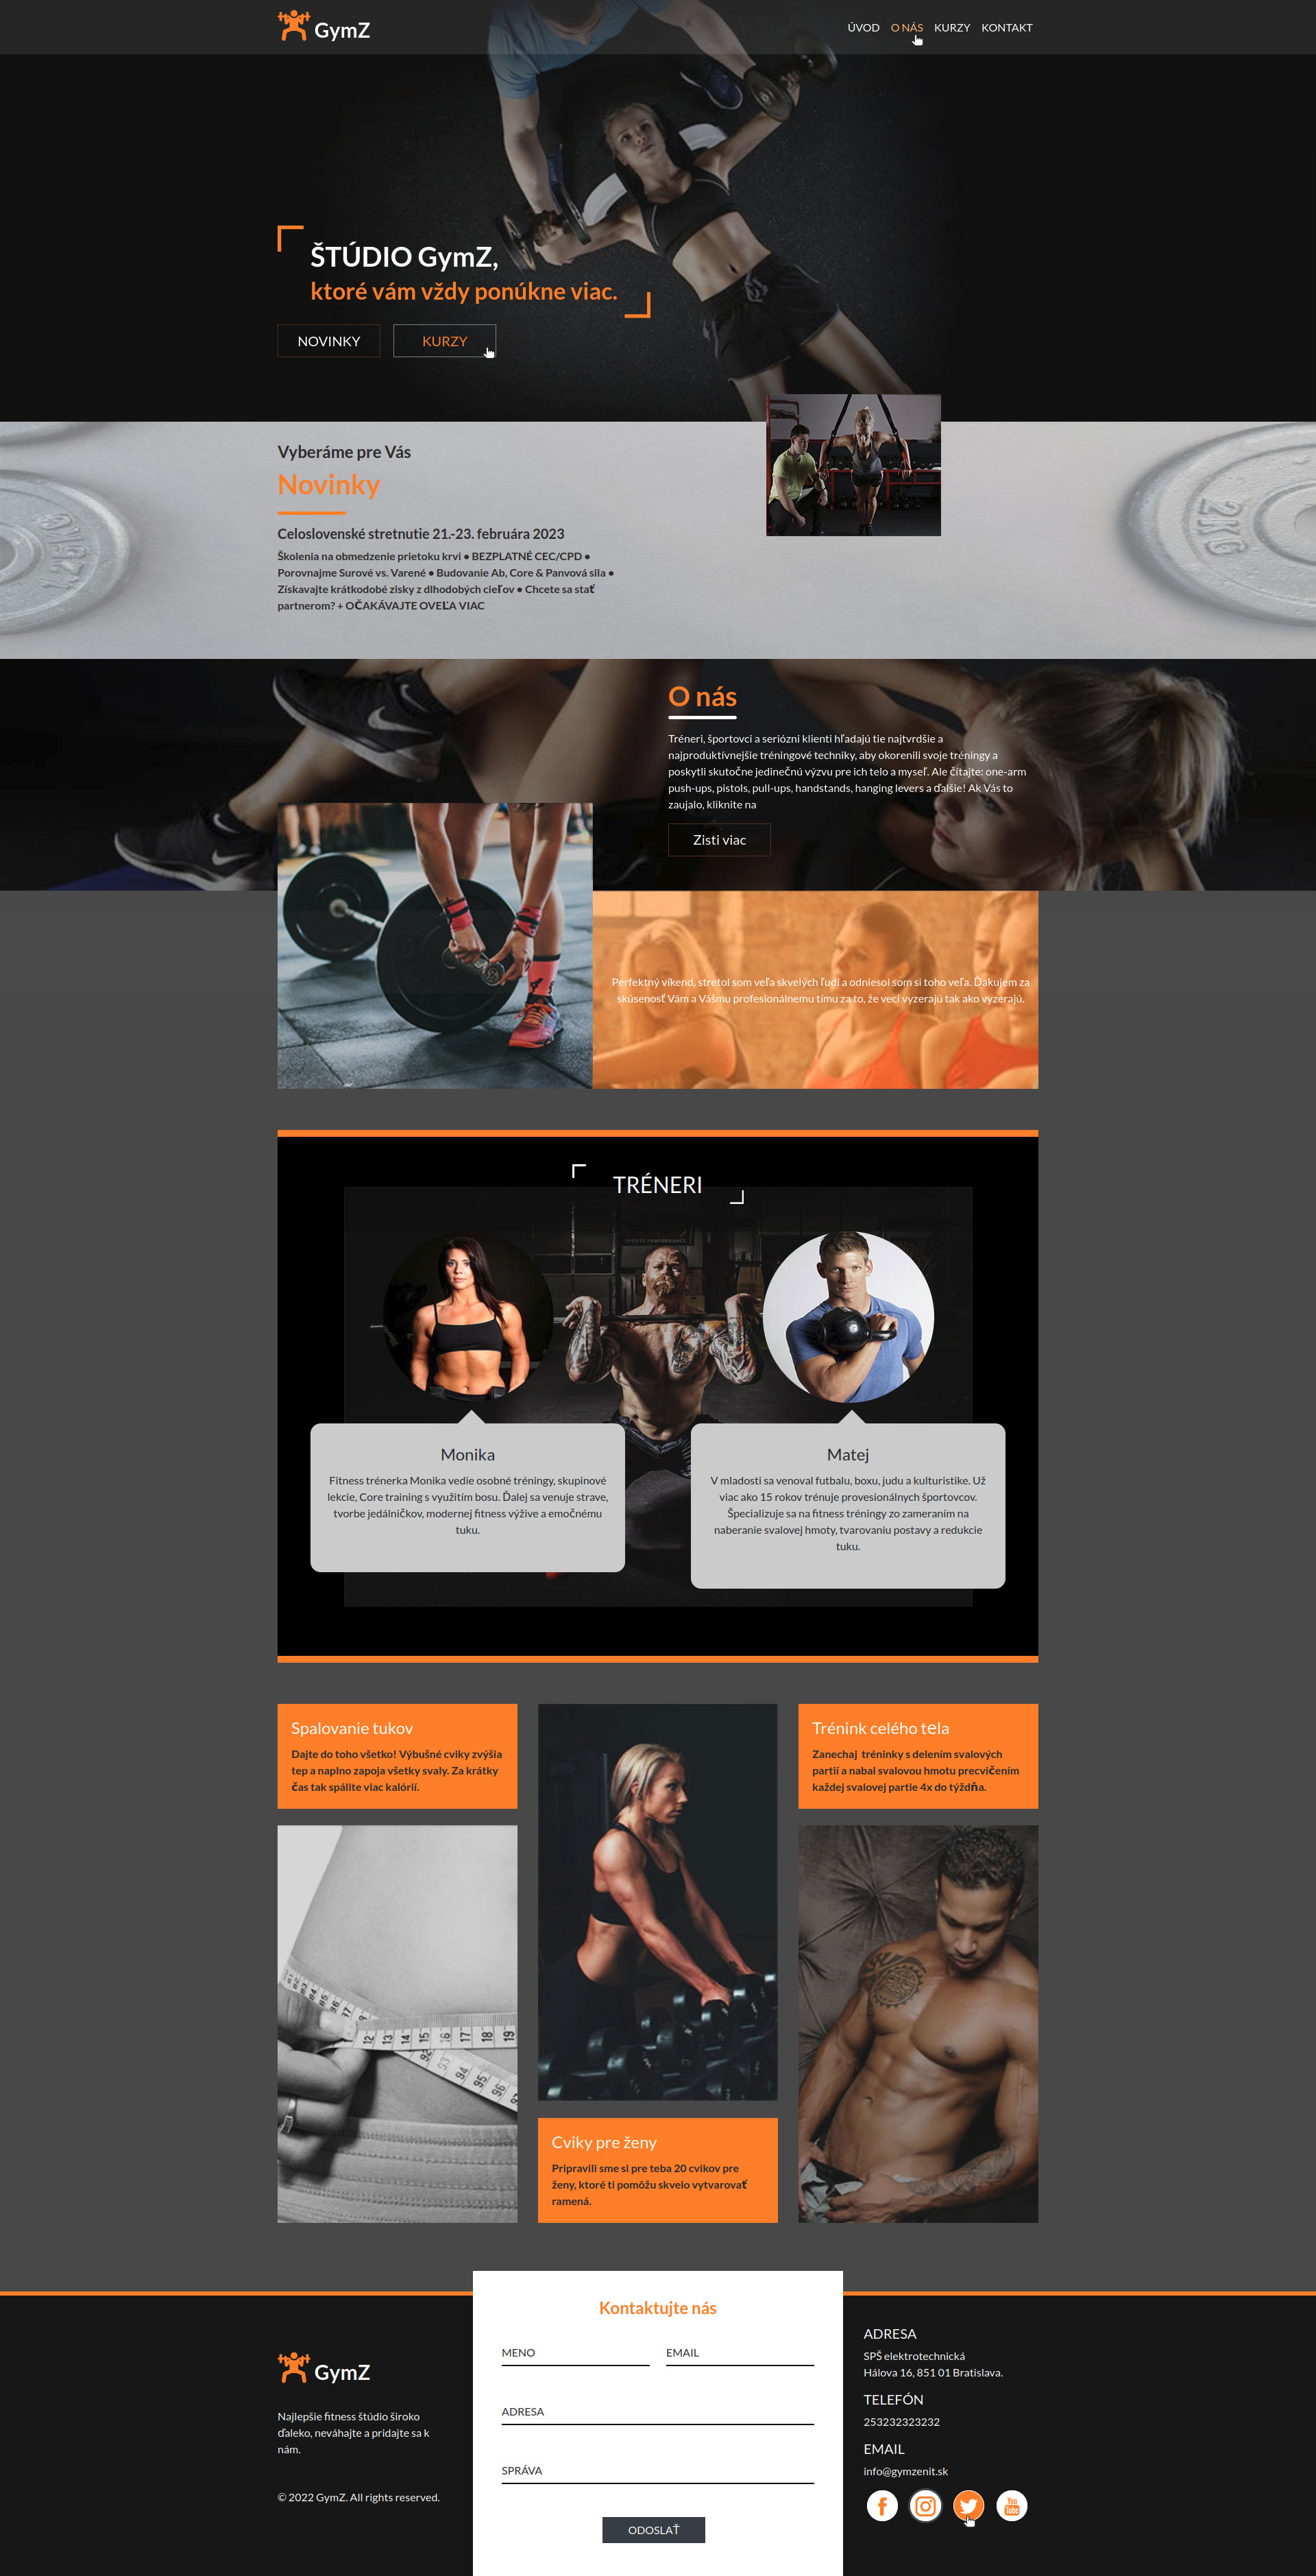 GymZ
ÚVOD O NÁS KURZY KONTAKT
ŠTÚDIO GymZ,
ktoré vám vždy ponúkne viac.
NOVINKY KURZY
Vyberáme pre Vás
Novinky
Celoslovenské stretnutie 21.-23. februára 2023
Školenia na obmedzenie prietoku krvi ● BEZPLATNÉ CEC/CPD ●
Porovnajme Surové vs. Varené ● Budovanie Ab, Core & Panvová sila ●
Získavajte krátkodobé zisky z dlhodobých cieľov ● Chcete sa stať
partnerom? + OČAKÁVAJTE OVEĽA VIAC
2KG
O nás
Tréneri, športovci a seriózni klienti hľadajú tie najtvrdšie a
najproduktívnejšie tréningové techniky, aby okorenili svoje tréningy a
poskytli skutočne jedinečnú výzvu pre ich telo a myseľ. Ale čítajte: one-arm
push-ups, pistols, pull-ups, handstands, hanging levers a ďalšie! Ak Vás to
zaujalo, kliknite na
Zisti viac
Perfektný víkend, stretol som veľa skvelých ľudí a odniesol som si toho veľa. Ďakujem za
skúsenosť Vám a Vášmu profesionálnemu tímu za to, že veci vyzerajú tak ako vyzerajú.
TRÉNERI
Monika
Fitness trénerka Monika vedie osobné tréningy, skupinové
lekcie, Core training s využitím bosu. Ďalej sa venuje strave,
tvorbe jedálničkov, modernej fitness výžive a emočnému
tuku.
Matej
V mladosti sa venoval futbalu, boxu, judu a kulturistike. Už
viac ako 15 rokov trénuje provesionálnych športovcov.
Špecializuje sa na fitness tréningy zo zameraním na
naberanie svalovej hmoty, tvarovaniu postavy a redukcie
tuku.
Spalovanie tukov
Dajte do toho všetko! Výbušné cviky zvýšia
tep a naplno zapoja všetky svaly. Za krátky
čas tak spálite viac kalórií.
Trénink celého tela
Zanechaj tréninky s delením svalových
partií a nabal svalovou hmotu precvičením
každej svalovej partie 4x do týždňa.
12 13 14 15 16 17 18 19
Cviky pre ženy
Pripravili sme si pre teba 20 cvikov pre
ženy, ktoré ti pomôžu skvelo vytvarovať
ramená.
GymZ
Najlepšie fitness štúdio široko
ďaleko, neváhajte a pridajte sa k
nám.
© 2022 GymZ. All rights reserved.
Kontaktujte nás
MENO EMAIL
ADRESA
SPRÁVA
ODOSLAŤ
ADRESA
SPŠ elektrotechnická
Hálova 16, 851 01 Bratislava.
TELEFÓN
253232323232
EMAIL
info@gymzenit.sk
You
Tube